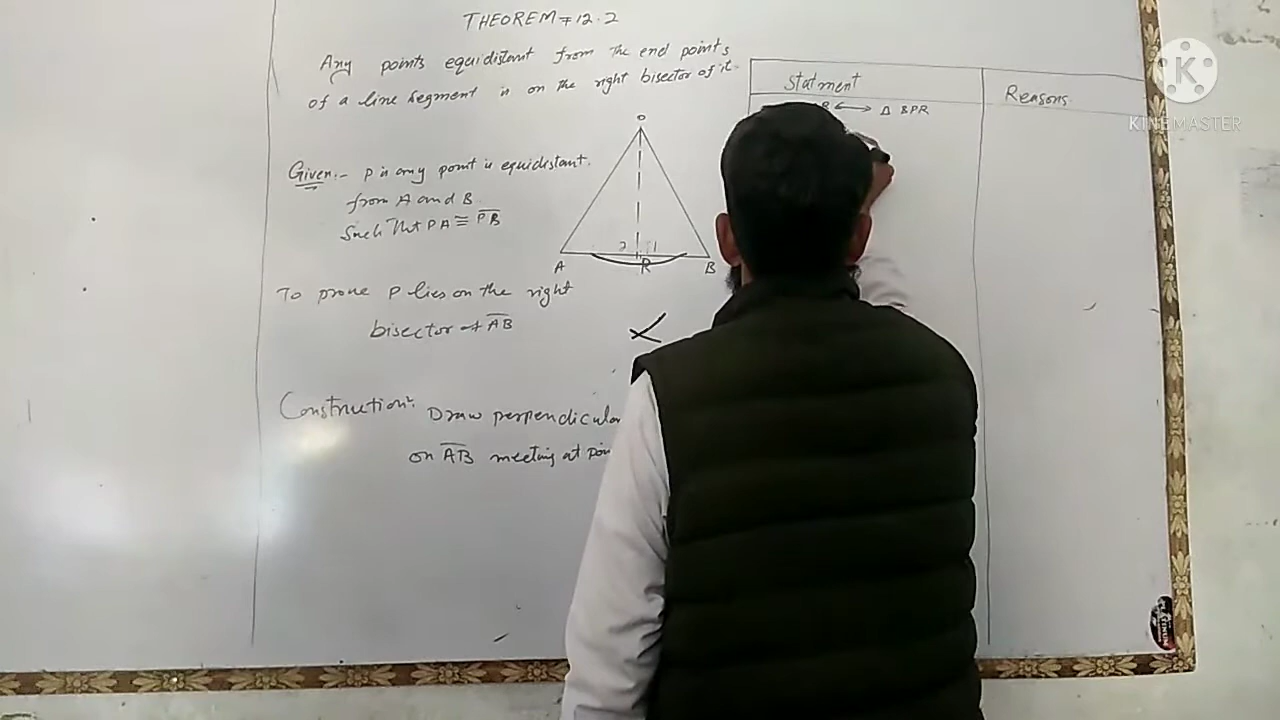 THEOREM # 12.2
Any points equidistant from the end points
of a line segment is on the right bisector of it.
Given:- P is any point is equidistant.
from A and B
Such that PA ≅ PB
To prove P lies on the right
bisector of AB
Construction: Draw perpendicular
on AB meeting at
2 1
A R B
Statment
Reasons
R ↔ Δ BPR
K
KINEMASTER